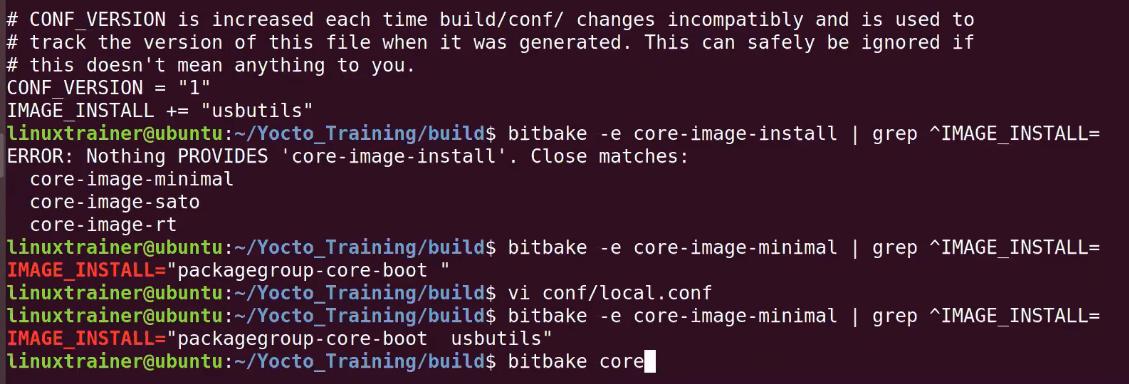 # CONF_VERSION is increased each time build/conf/ changes incompatibly and is used to
# track the version of this file when it was generated. This can safely be ignored if
# this doesn't mean anything to you.
CONF_VERSION = "1"
IMAGE_INSTALL += "usbutils"
linuxtrainer@ubuntu:~/Yocto_Training/build$ bitbake -e core-image-install | grep ^IMAGE_INSTALL=
ERROR: Nothing PROVIDES 'core-image-install'. Close matches:
  core-image-minimal
  core-image-sato
  core-image-rt
linuxtrainer@ubuntu:~/Yocto_Training/build$ bitbake -e core-image-minimal | grep ^IMAGE_INSTALL=
IMAGE_INSTALL="packagegroup-core-boot "
linuxtrainer@ubuntu:~/Yocto_Training/build$ vi conf/local.conf
linuxtrainer@ubuntu:~/Yocto_Training/build$ bitbake -e core-image-minimal | grep ^IMAGE_INSTALL=
IMAGE_INSTALL="packagegroup-core-boot  usbutils"
linuxtrainer@ubuntu:~/Yocto_Training/build$ bitbake core